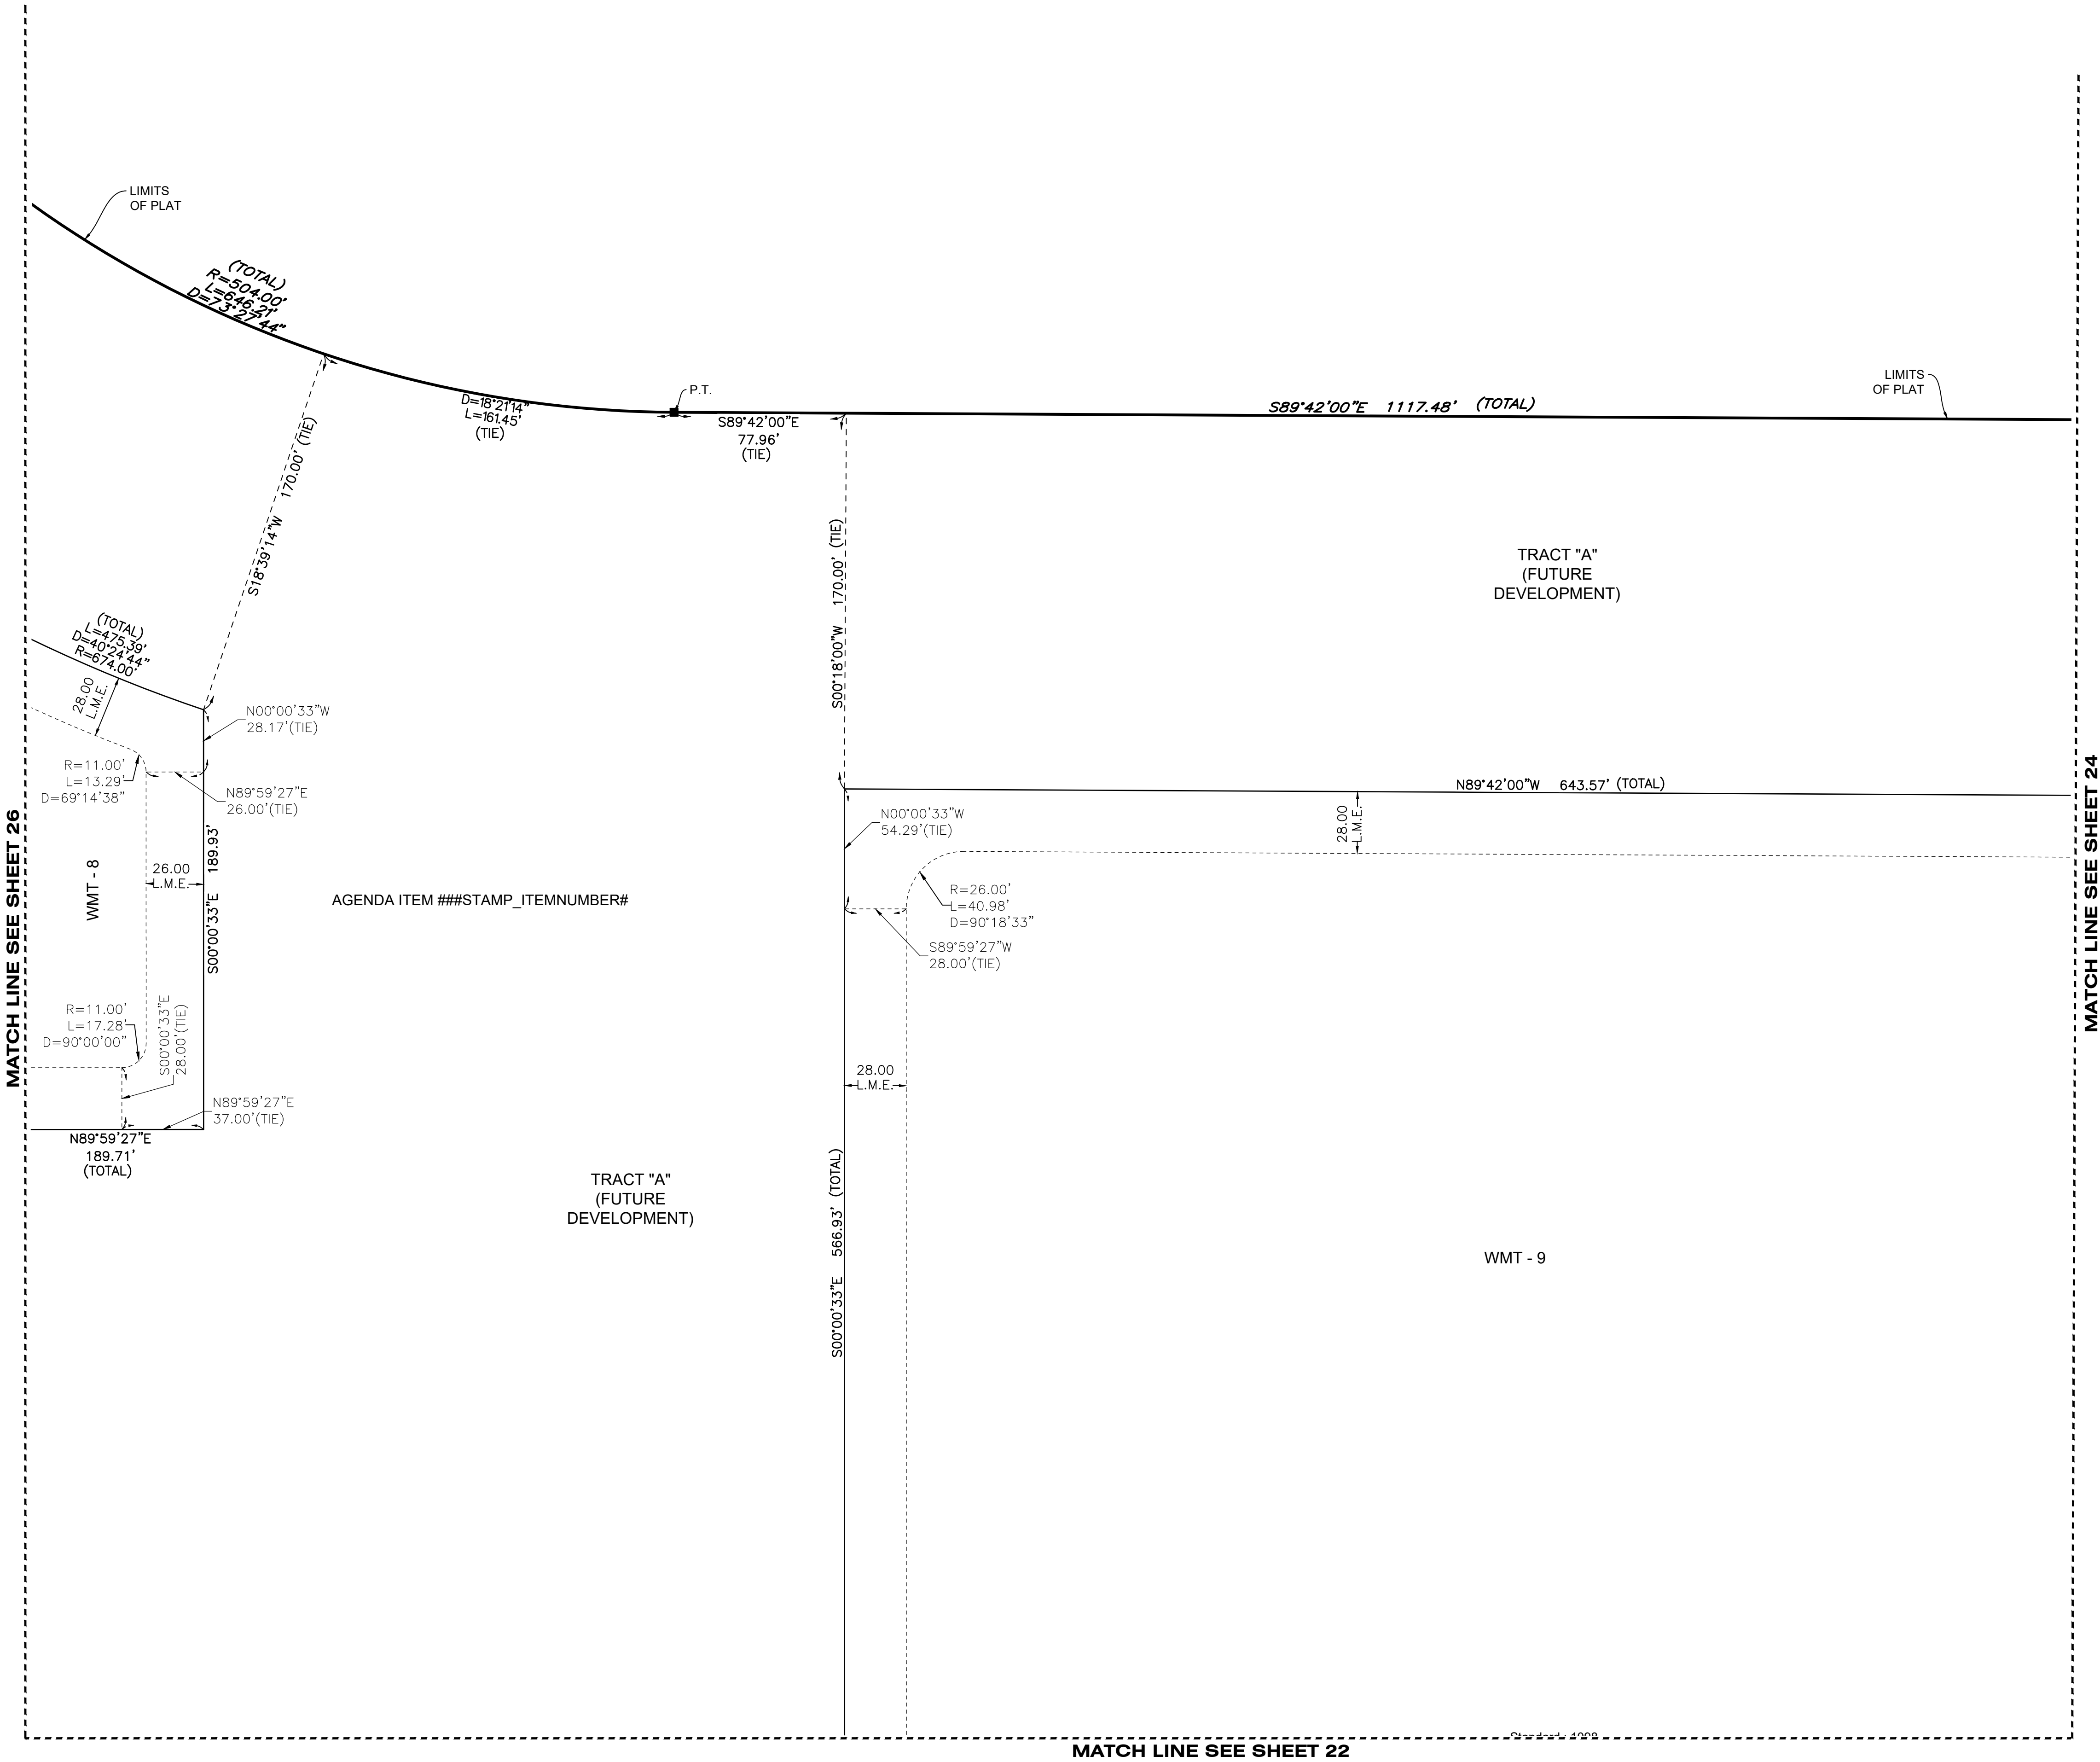 LIMITS
OF PLAT
(TOTAL)
R=504.00'
L=646.21'
D=73°27'44"
P.T.
D=18°21'14"
L=161.45'
(TIE)
S89°42'00"E
77.96'
(TIE)
S89°42'00"E 1117.48' (TOTAL)
LIMITS
OF PLAT
S18°39'14"W 170.00' (TIE)
S00°18'00"W 170.00' (TIE)
TRACT "A"
(FUTURE
DEVELOPMENT)
(TOTAL)
L=475.39'
D=40°24'44"
R=674.00'
28.00
L.M.E.
N00°00'33"W
28.17'(TIE)
R=11.00'
L=13.29'
D=69°14'38"
N89°59'27"E
26.00'(TIE)
N89°42'00"W 643.57' (TOTAL)
28.00
L.M.E.
N00°00'33"W
54.29'(TIE)
R=26.00'
L=40.98'
D=90°18'33"
S89°59'27"W
28.00'(TIE)
WMT - 8
26.00
L.M.E.
S00°00'33"E 189.93'
AGENDA ITEM ###STAMP_ITEMNUMBER#
R=11.00'
L=17.28'
D=90°00'00"
S00°00'33"E
28.00'(TIE)
N89°59'27"E
37.00'(TIE)
N89°59'27"E
189.71'
(TOTAL)
28.00
L.M.E.
S00°00'33"E 566.93' (TOTAL)
TRACT "A"
(FUTURE
DEVELOPMENT)
WMT - 9
MATCH LINE SEE SHEET 26
MATCH LINE SEE SHEET 24
MATCH LINE SEE SHEET 22